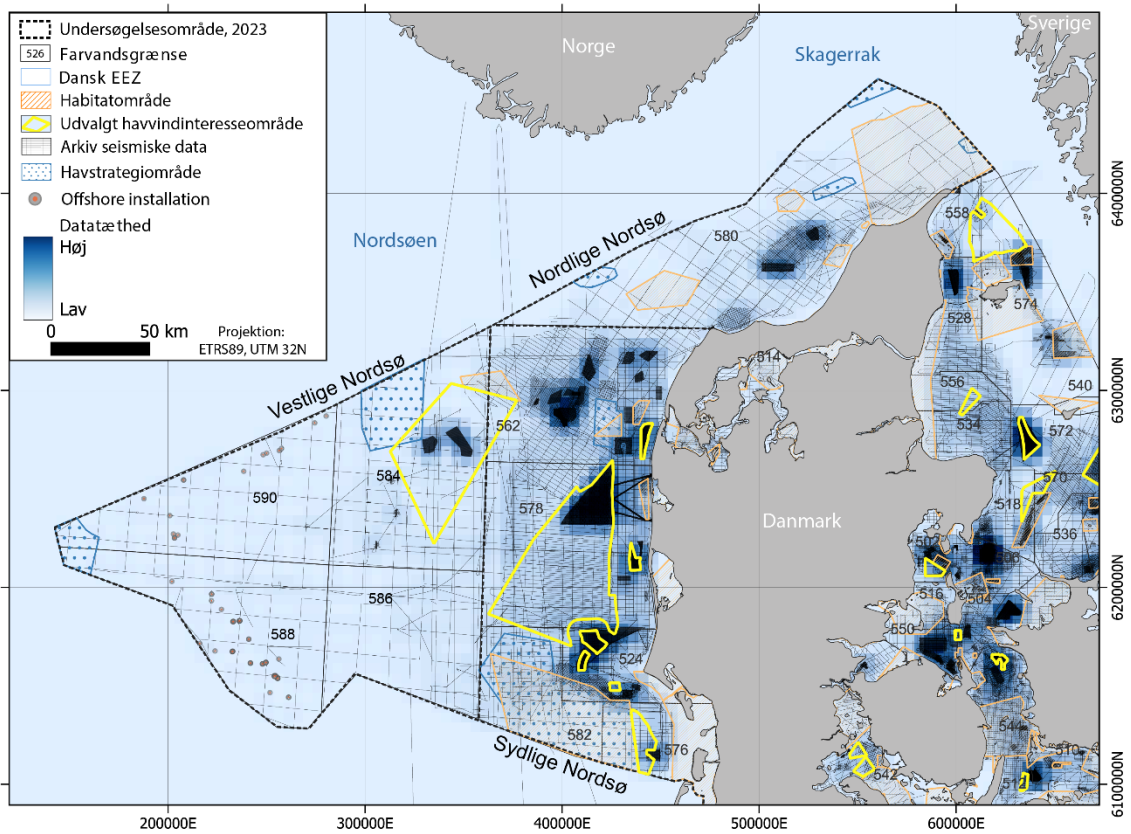 Undersøgelsesområde, 2023
526 Farvandsgrænse
Dansk EEZ
Habitatområde
Udvalgt havvindinteresseområde
Arkiv seismiske data
Havstrategiområde
Offshore installation
Datatæthed
Høj
Lav
0 50 km
Projektion:
ETRS89, UTM 32N
Norge
Sverige
Skagerrak
Nordsøen
Nordlige Nordsø
Vestlige Nordsø
Sydlige Nordsø
Danmark
580
558
574
528
514
540
556
534
572
562
584
590
578
570
518
536
502
586
516
504
588
550
524
582
576
544
510
542
6400000N
6300000N
6200000N
6100000N
200000E
300000E
400000E
500000E
600000E